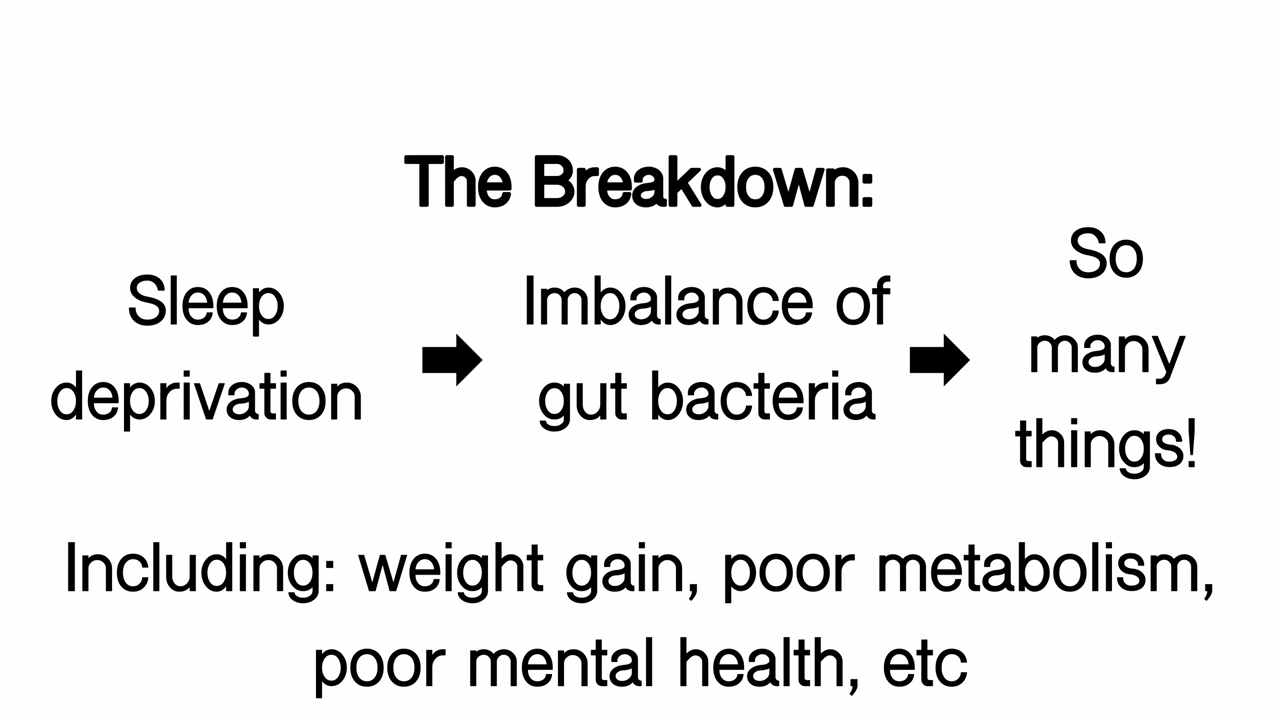 The Breakdown:
Sleep
deprivation
Imbalance of
gut bacteria
So
many
things!
Including: weight gain, poor metabolism,
poor mental health, etc